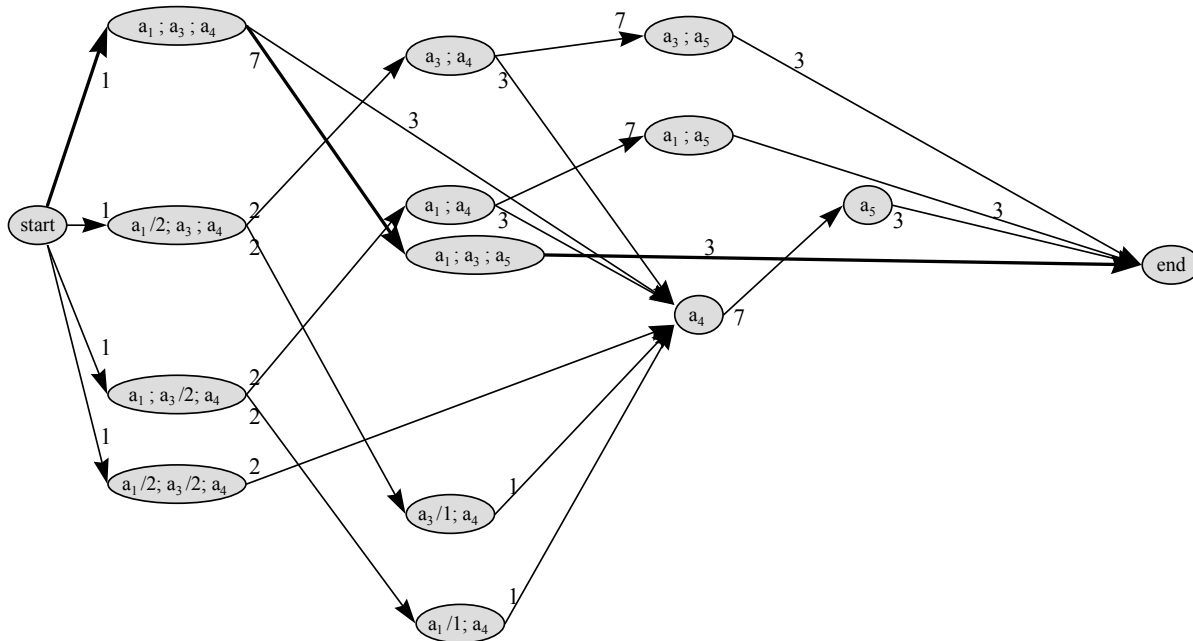 a₁ ; a₃ ; a₄
7
7
a₃ ; a₅
3
1
a₃ ; a₄
3
3
7
a₁ ; a₅
start
1
a₁ /2; a₃ ; a₄
2
2
a₁ ; a₄
3
a₅
3
3
a₁ ; a₃ ; a₅
3
end
a₄
7
1
a₁ ; a₃ /2; a₄
2
2
1
a₁ /2; a₃ /2; a₄
2
a₃ /1; a₄
1
a₁ /1; a₄
1